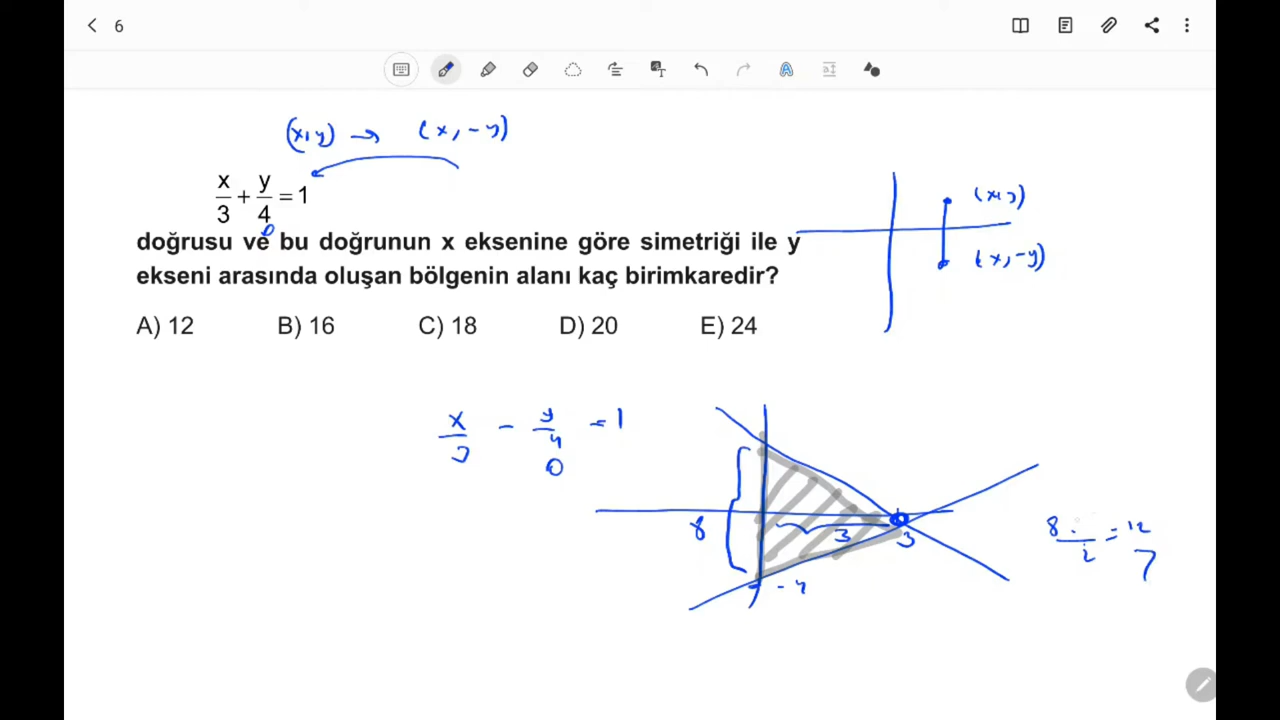 6
(x,y) → (x,-y)
x/3 + y/4 = 1
0
doğrusu ve bu doğrunun x eksenine göre simetriği ile y
ekseni arasında oluşan bölgenin alanı kaç birimkaredir?
A) 12 B) 16 C) 18 D) 20 E) 24
(x,y)
(x,-y)
x/3 - y/4 = 1
0
8
3
3
-4
8 . /2 = 12